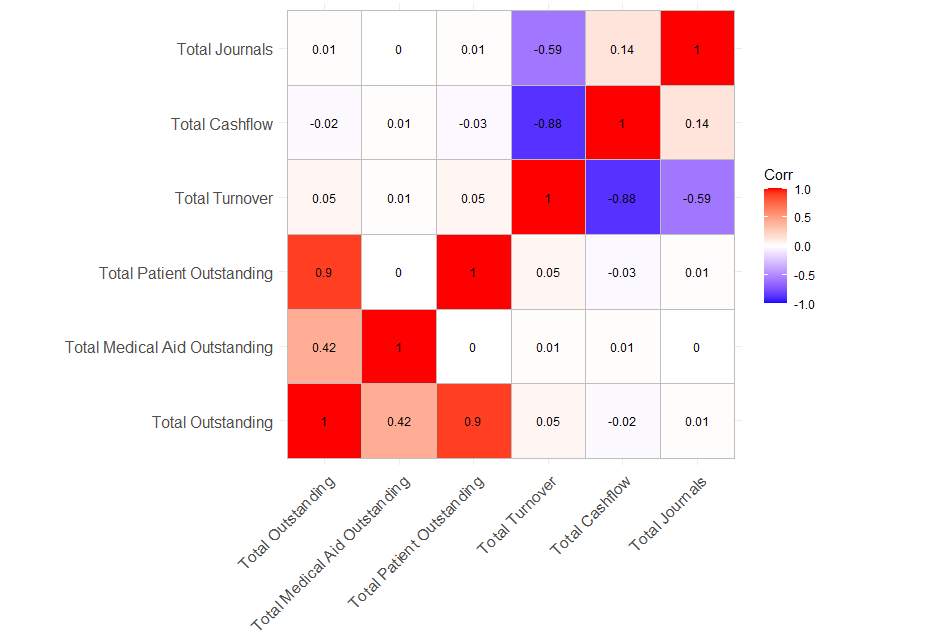 Total Journals 0.01 0 0.01 -0.59 0.14 1
Total Cashflow -0.02 0.01 -0.03 -0.88 1 0.14
Total Turnover 0.05 0.01 0.05 1 -0.88 -0.59
Total Patient Outstanding 0.9 0 1 0.05 -0.03 0.01
Total Medical Aid Outstanding 0.42 1 0 0.01 0.01 0
Total Outstanding 1 0.42 0.9 0.05 -0.02 0.01
Total Outstanding
Total Medical Aid Outstanding
Total Patient Outstanding
Total Turnover
Total Cashflow
Total Journals
Corr
1.0
0.5
0.0
-0.5
-1.0